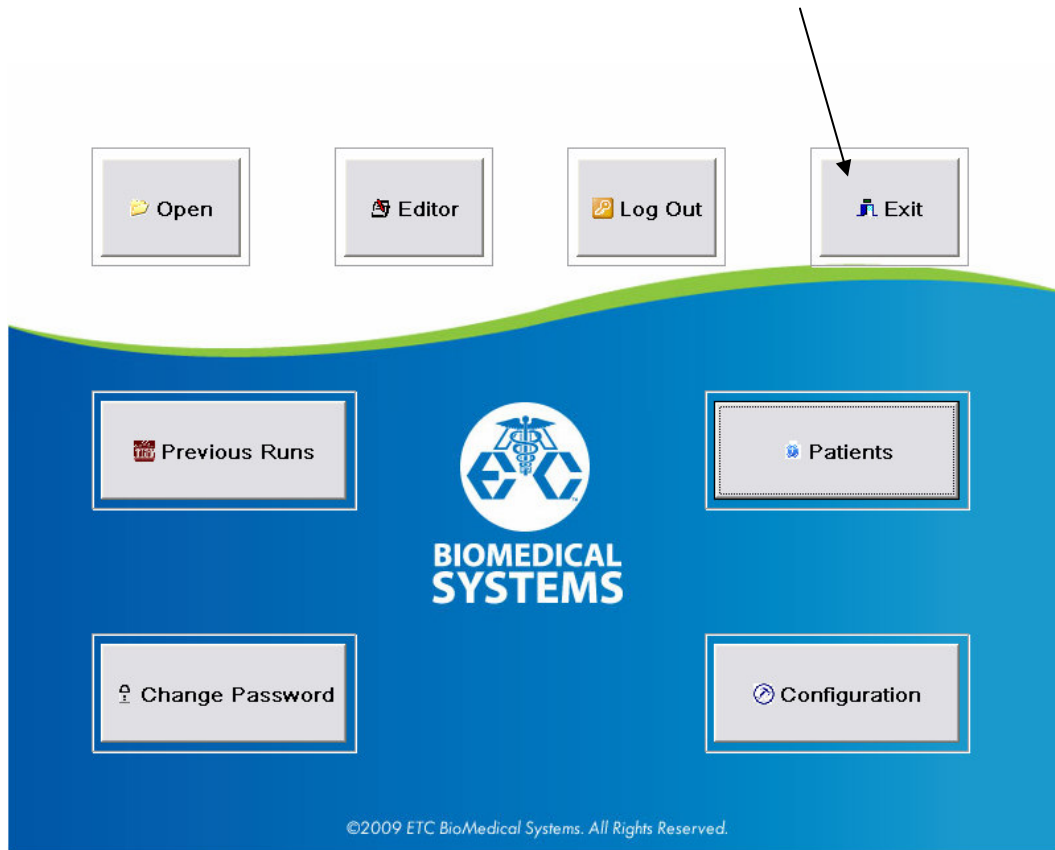 Open
Editor
Log Out
Exit
Previous Runs
Patients
ETC
BIOMEDICAL
SYSTEMS
Change Password
Configuration
©2009 ETC BioMedical Systems. All Rights Reserved.